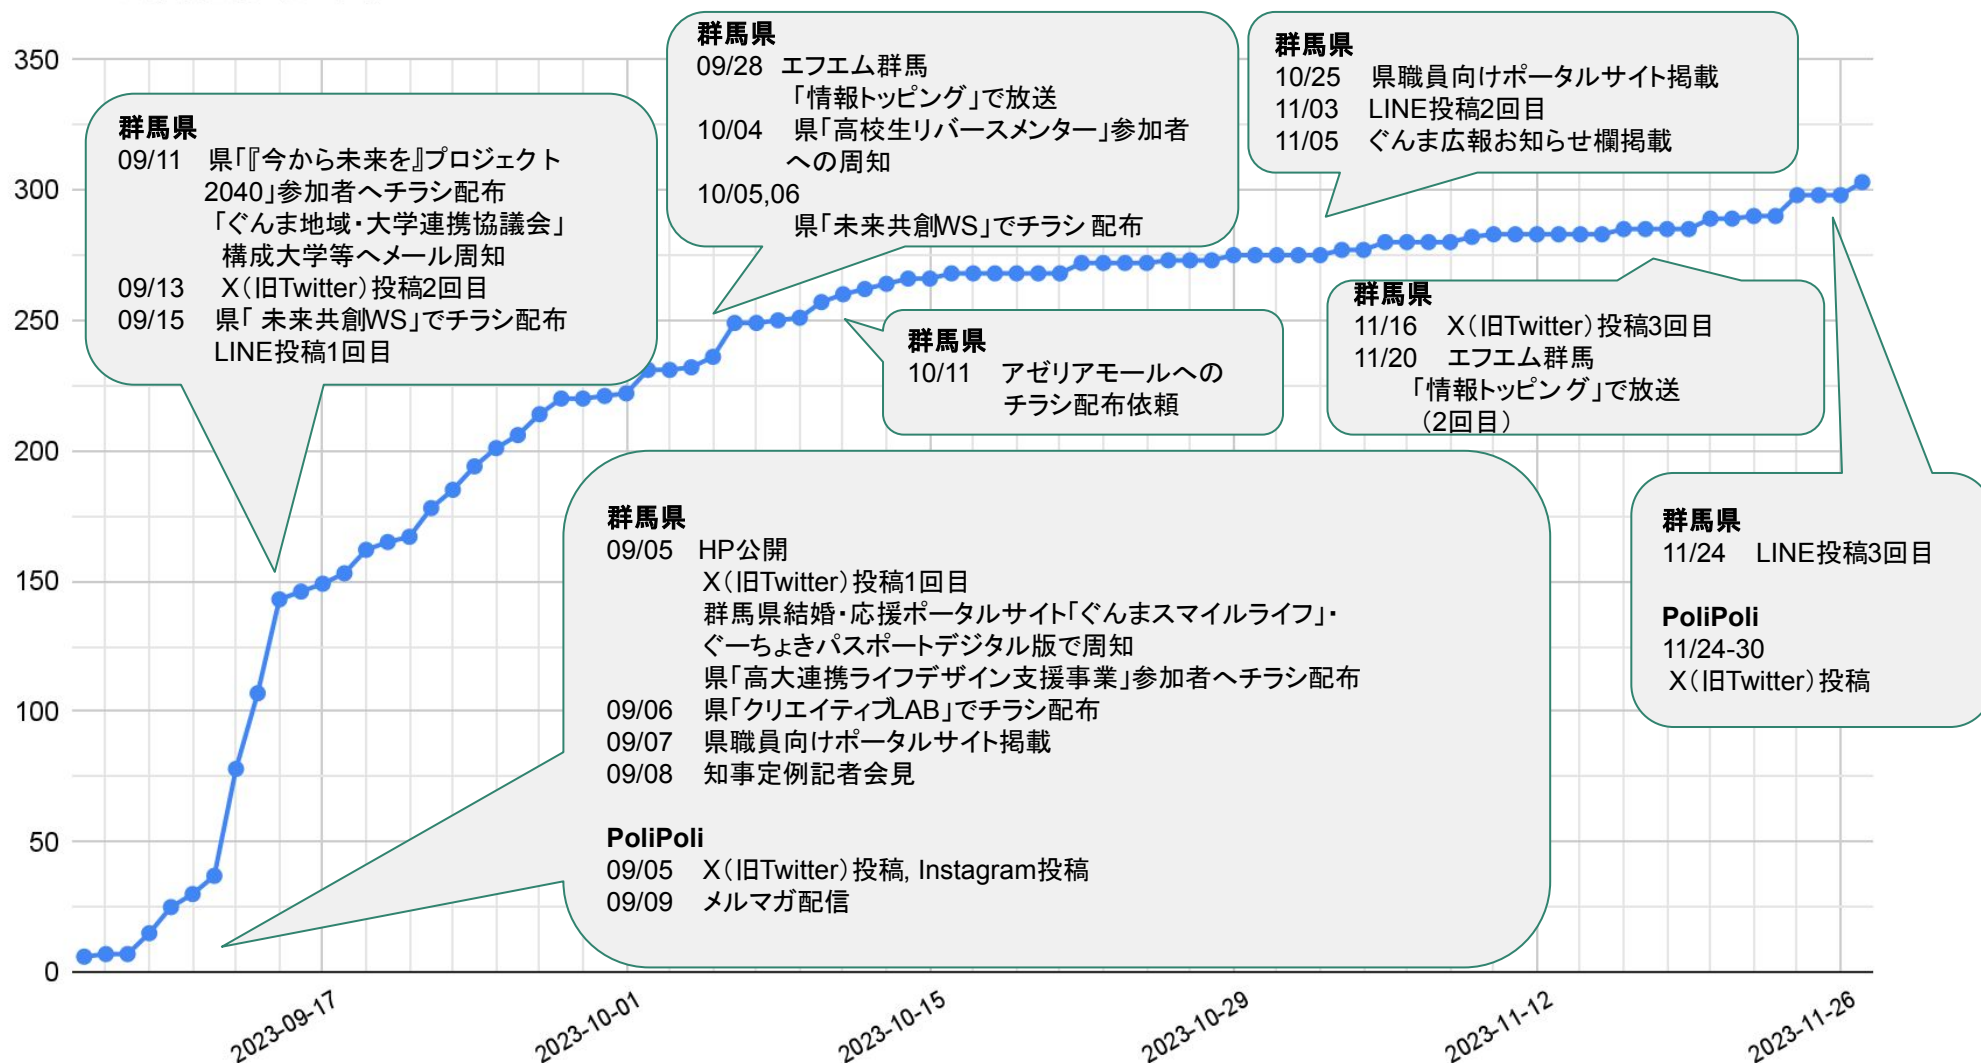 350
300
250
200
150
100
50
0
群馬県
09/11 県「『今から未来を』プロジェクト
2040」参加者へチラシ配布
「ぐんま地域・大学連携協議会」
構成大学等へメール周知
09/13 X(旧Twitter)投稿2回目
09/15 県「 未来共創WS」でチラシ配布
LINE投稿1回目
群馬県
09/28 エフエム群馬
「情報トッピング」で放送
10/04 県「高校生リバースメンター」参加者
への周知
10/05,06
県「未来共創WS」でチラシ配布
群馬県
10/25 県職員向けポータルサイト掲載
11/03 LINE投稿2回目
11/05 ぐんま広報お知らせ欄掲載
群馬県
10/11 アゼリアモールへの
チラシ配布依頼
群馬県
11/16 X(旧Twitter)投稿3回目
11/20 エフエム群馬
「情報トッピング」で放送
(2回目)
群馬県
09/05 HP公開
X(旧Twitter)投稿1回目
群馬県結婚・応援ポータルサイト「ぐんまスマイルライフ」・
ぐーちょきパスポートデジタル版で周知
県「高大連携ライフデザイン支援事業」参加者へチラシ配布
09/06 県「クリエイティブLAB」でチラシ配布
09/07 県職員向けポータルサイト掲載
09/08 知事定例記者会見
PoliPoli
09/05 X(旧Twitter)投稿, Instagram投稿
09/09 メルマガ配信
群馬県
11/24 LINE投稿3回目
PoliPoli
11/24-30
X(旧Twitter)投稿
2023-09-17
2023-10-01
2023-10-15
2023-10-29
2023-11-12
2023-11-26